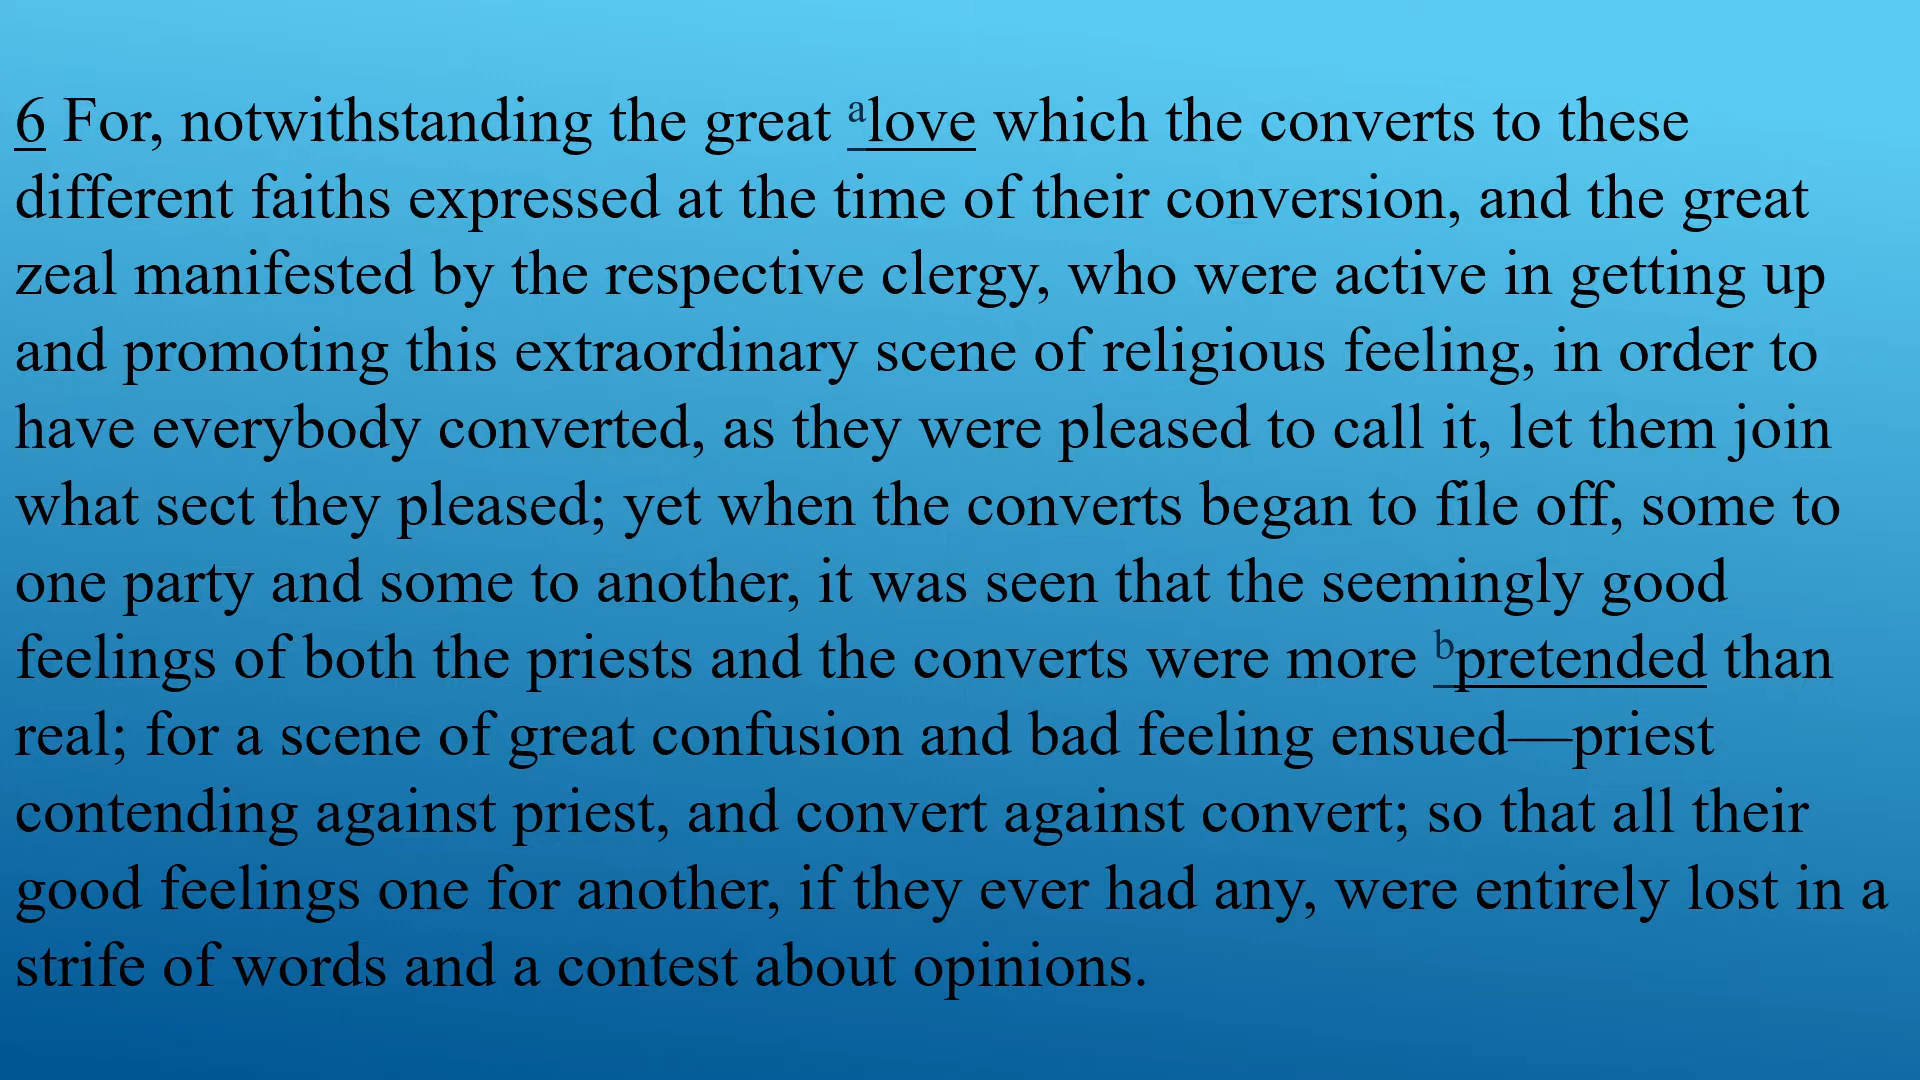 6 For, notwithstanding the great a love which the converts to these
different faiths expressed at the time of their conversion, and the great
zeal manifested by the respective clergy, who were active in getting up
and promoting this extraordinary scene of religious feeling, in order to
have everybody converted, as they were pleased to call it, let them join
what sect they pleased; yet when the converts began to file off, some to
one party and some to another, it was seen that the seemingly good
feelings of both the priests and the converts were more b pretended than
real; for a scene of great confusion and bad feeling ensued—priest
contending against priest, and convert against convert; so that all their
good feelings one for another, if they ever had any, were entirely lost in a
strife of words and a contest about opinions.